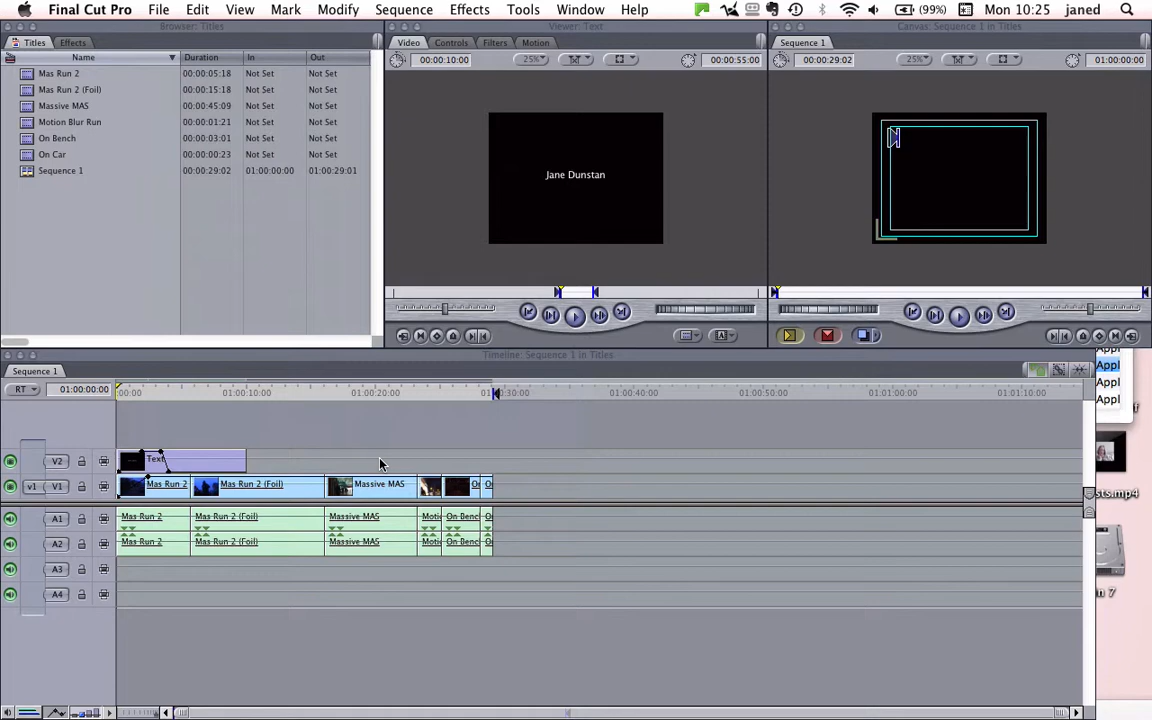 Final Cut Pro File Edit View Mark Modify Sequence Effects Tools Window Help (99%) Mon 10:25 janed
Browser: Titles
Viewer: Text
Canvas: Sequence 1 in Titles
Titles Effects
Video Controls Filters Motion
Sequence 1
Name Duration In Out
00:00:10:00 25% 00:00:55:00
00:00:29:02 25% 01:00:00:00
Mas Run 2 00:00:05:18 Not Set Not Set
Mas Run 2 (Foil) 00:00:15:18 Not Set Not Set
Massive MAS 00:00:45:09 Not Set Not Set
Motion Blur Run 00:00:01:21 Not Set Not Set
On Bench 00:00:03:01 Not Set Not Set
On Car 00:00:00:23 Not Set Not Set
Sequence 1 00:00:29:02 01:00:00:00 01:00:29:01
Jane Dunstan
Timeline: Sequence 1 in Titles
Sequence 1
RT 01:00:00:00 :00:00 01:00:10:00 01:00:20:00 01:00:30:00 01:00:40:00 01:00:50:00 01:01:00:00 01:01:10:00
V2 Text
v1 V1 Mas Run 2 Mas Run 2 (Foil) Massive MAS
A1 Mas Run 2 Mas Run 2 (Foil) Massive MAS Moti On Benc
A2 Mas Run 2 Mas Run 2 (Foil) Massive MAS Moti On Benc
A3
A4
Appl
Appl
Appl
sts.mp4
in 7